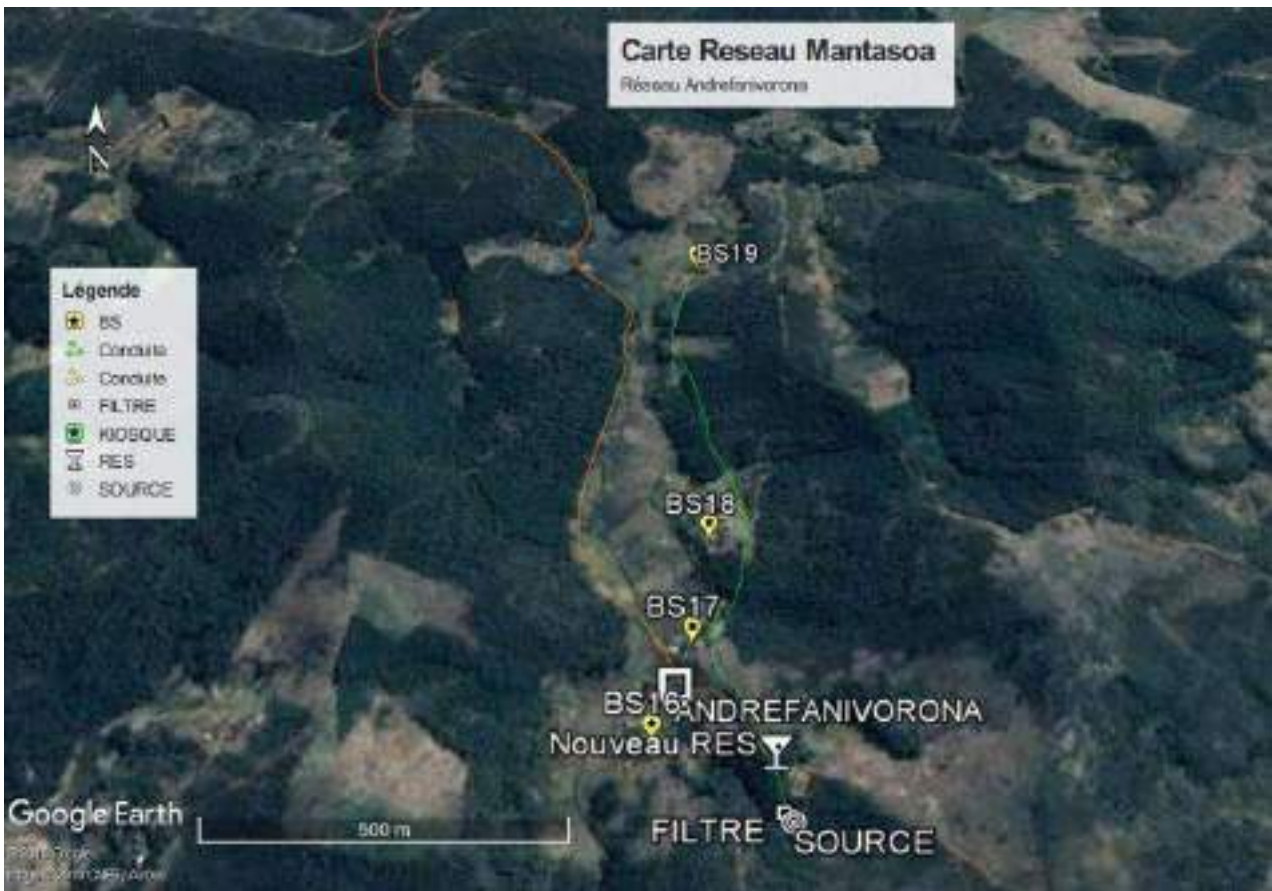 Carte Reseau Mantasoa
Réseau Andrefanivorona
N
BS19
Légende
BS
Conduite
Conduite
FILTRE
KIOSQUE
RES
SOURCE
BS18
BS17
BS16
ANDREFANIVORONA
Nouveau RES
Google Earth
500 m
FILTRE
SOURCE